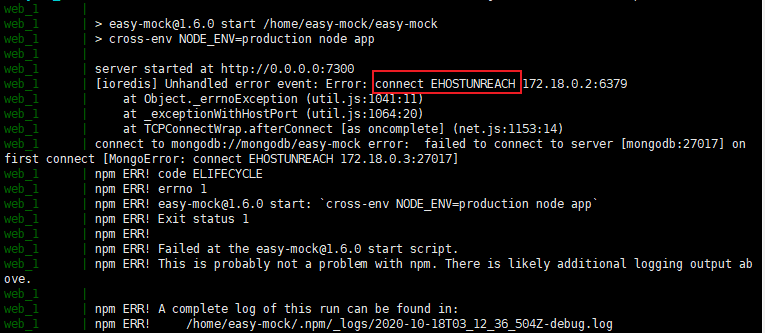 web_1 |
web_1 | > easy-mock@1.6.0 start /home/easy-mock/easy-mock
web_1 | > cross-env NODE_ENV=production node app
web_1 |
web_1 | server started at http://0.0.0.0:7300
web_1 | [ioredis] Unhandled error event: Error: connect EHOSTUNREACH 172.18.0.2:6379
web_1 |     at Object._errnoException (util.js:1041:11)
web_1 |     at _exceptionWithHostPort (util.js:1064:20)
web_1 |     at TCPConnectWrap.afterConnect [as oncomplete] (net.js:1153:14)
web_1 | connect to mongodb://mongodb/easy-mock error:  failed to connect to server [mongodb:27017] on
first connect [MongoError: connect EHOSTUNREACH 172.18.0.3:27017]
web_1 | npm ERR! code ELIFECYCLE
web_1 | npm ERR! errno 1
web_1 | npm ERR! easy-mock@1.6.0 start: `cross-env NODE_ENV=production node app`
web_1 | npm ERR! Exit status 1
web_1 | npm ERR!
web_1 | npm ERR! Failed at the easy-mock@1.6.0 start script.
web_1 | npm ERR! This is probably not a problem with npm. There is likely additional logging output ab
ove.
web_1 |
web_1 | npm ERR! A complete log of this run can be found in:
web_1 | npm ERR!     /home/easy-mock/.npm/_logs/2020-10-18T03_12_36_504Z-debug.log